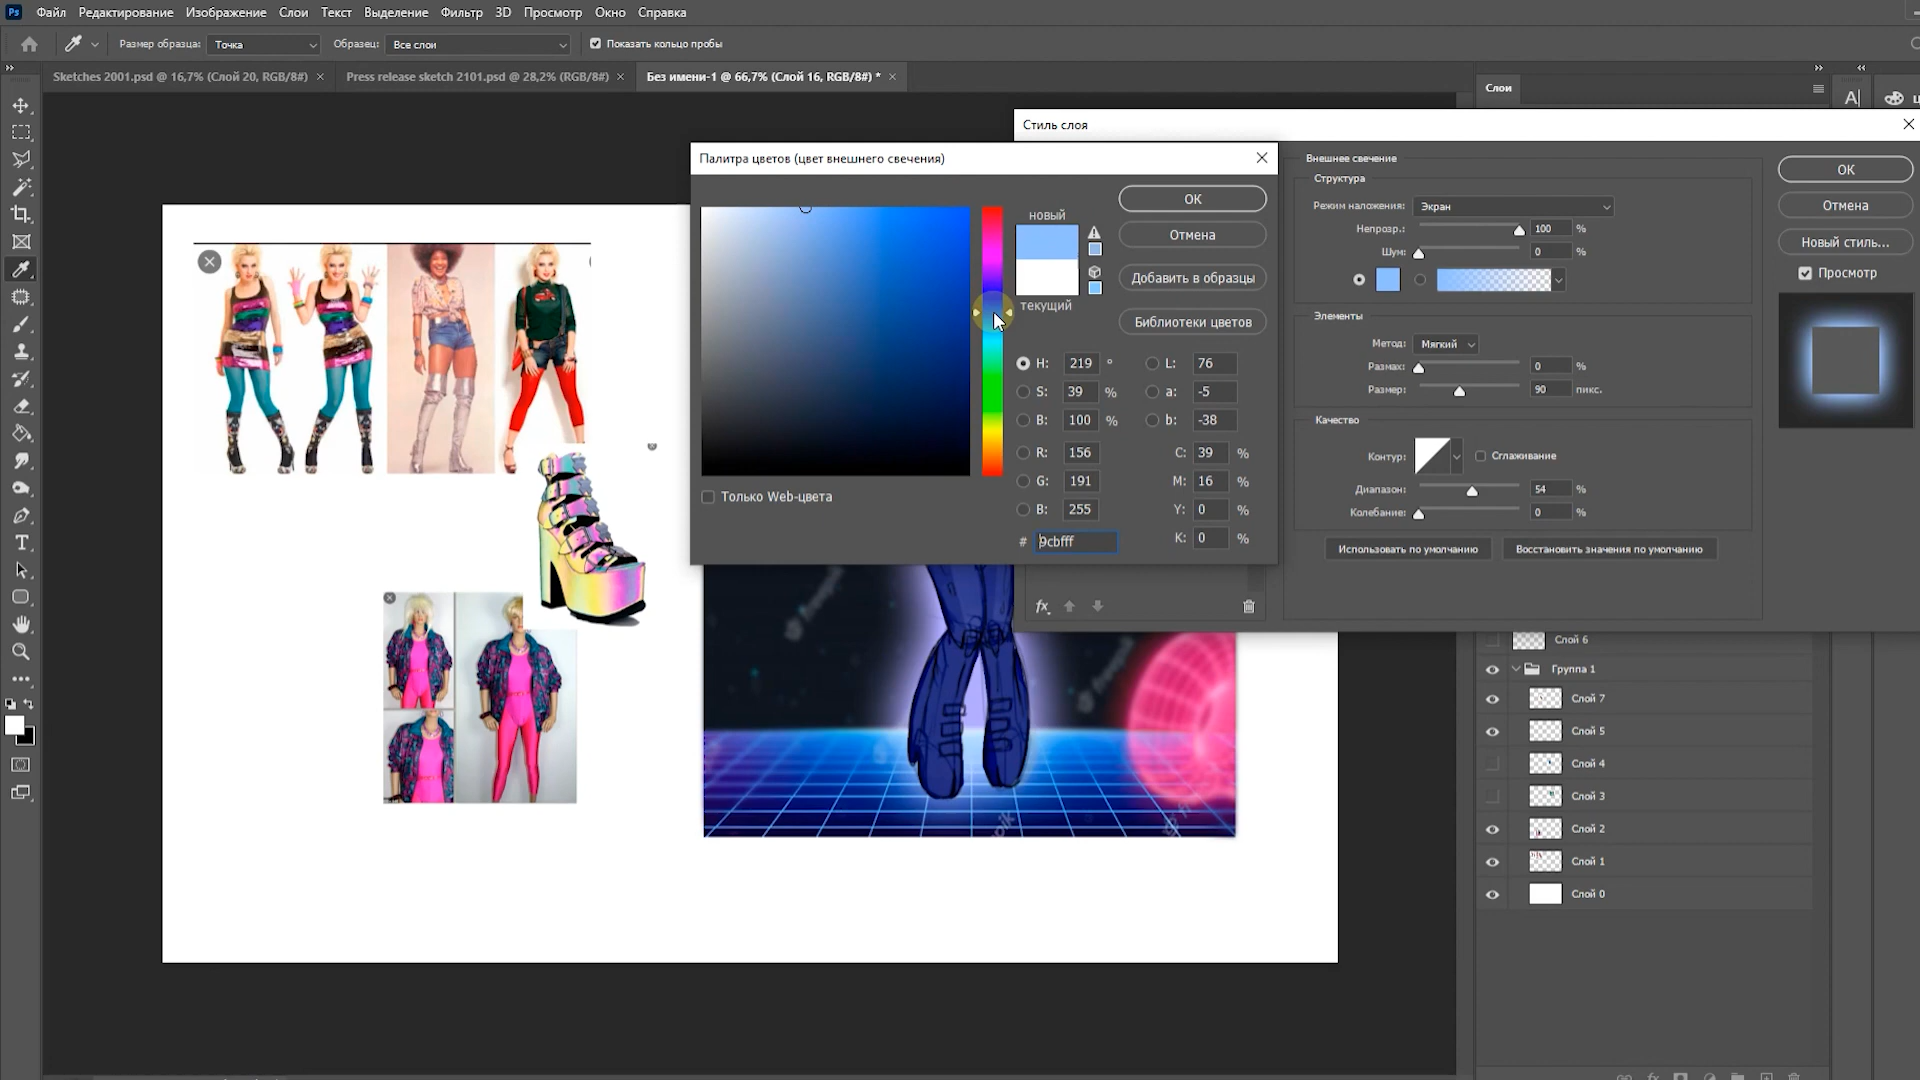 Ps Файл Редактирование Изображение Слои Текст Выделение Фильтр 3D Просмотр Окно Справка
Размер образца: Точка Образец: Все слои Показать кольцо пробы
Sketches 2001.psd @ 16,7% (Слой 20, RGB/8#) × Press release sketch 2101.psd @ 28,2% (RGB/8#) × Без имени-1 @ 66,7% (Слой 16, RGB/8#) * ×
Слои
Стиль слоя
Палитра цветов (цвет внешнего свечения)
новый
текущий
ОК
Отмена
Добавить в образцы
Библиотеки цветов
H: 219 °
S: 39 %
B: 100 %
R: 156
G: 191
B: 255
# 9cbfff
L: 76
a: -5
b: -38
C: 39 %
M: 16 %
Y: 0 %
K: 0 %
Только Web-цвета
Внешнее свечение
Структура
Режим наложения: Экран
Непрозр.: 100 %
Шум: 0 %
Элементы
Метод: Мягкий
Размах: 0 %
Размер: 90 пикс.
Качество
Контур: Сглаживание
Диапазон: 54 %
Колебание: 0 %
Использовать по умолчанию Восстановить значения по умолчанию
ОК
Отмена
Новый стиль...
Просмотр
fx
Слой 6
Группа 1
Слой 7
Слой 5
Слой 4
Слой 3
Слой 2
Слой 1
Слой 0
freepik
freepik